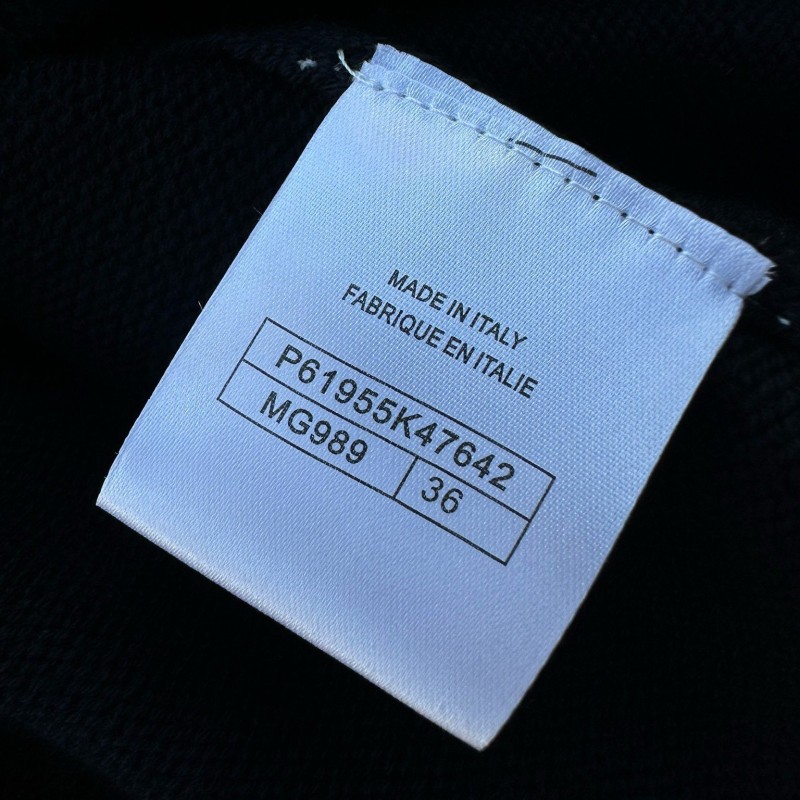 MADE IN ITALY
FABRIQUE EN ITALIE
P61955K47642
MG989 36